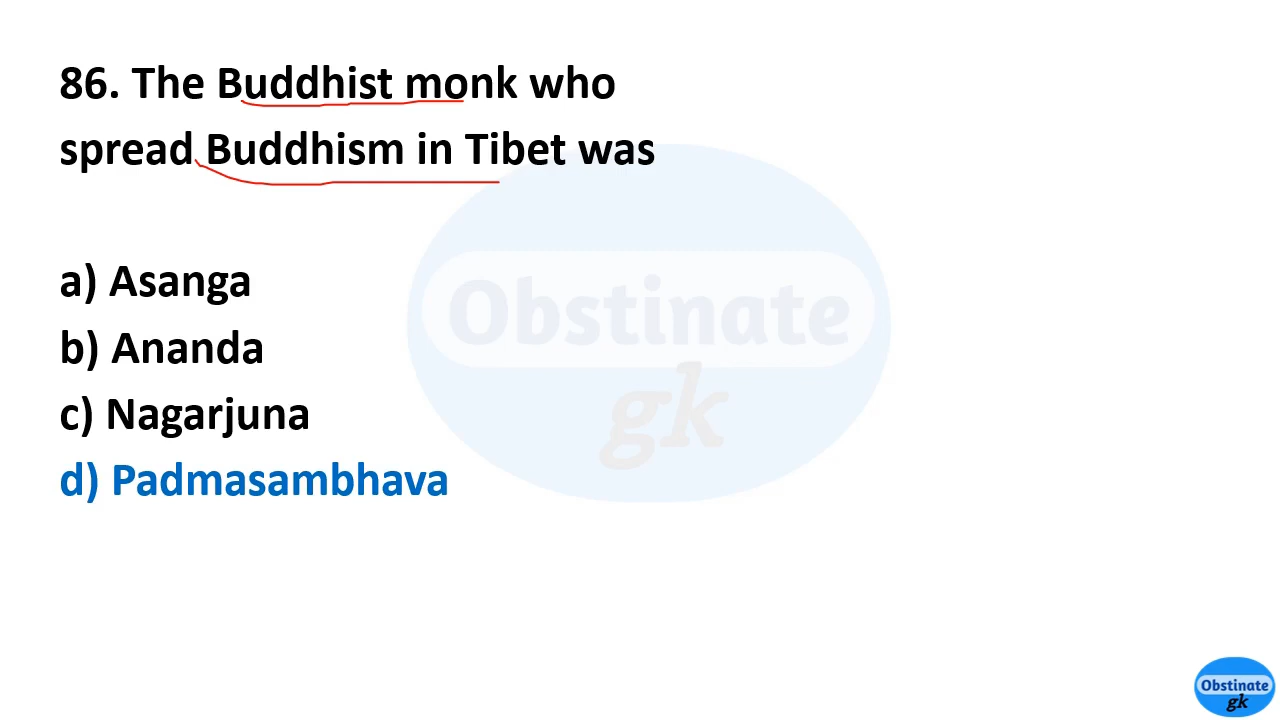 86. The Buddhist monk who
spread Buddhism in Tibet was
a) Asanga
b) Ananda
c) Nagarjuna
d) Padmasambhava
Obstinate
gk
Obstinate
gk